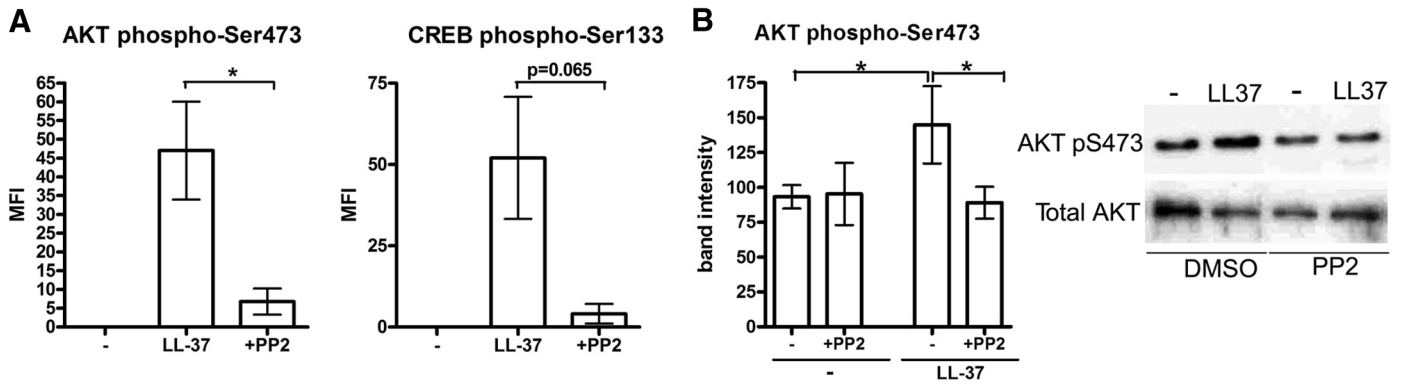 A
AKT phospho-Ser473
65
60
55
50
45
40
35
30
25
20
15
10
5
0
MFI
*
- LL-37 +PP2
CREB phospho-Ser133
75
50
25
0
MFI
p=0.065
- LL-37 +PP2
B
AKT phospho-Ser473
175
150
125
100
75
50
25
0
band intensity
* *
- +PP2 - +PP2
- LL-37
- LL37 - LL37
AKT pS473
Total AKT
DMSO PP2